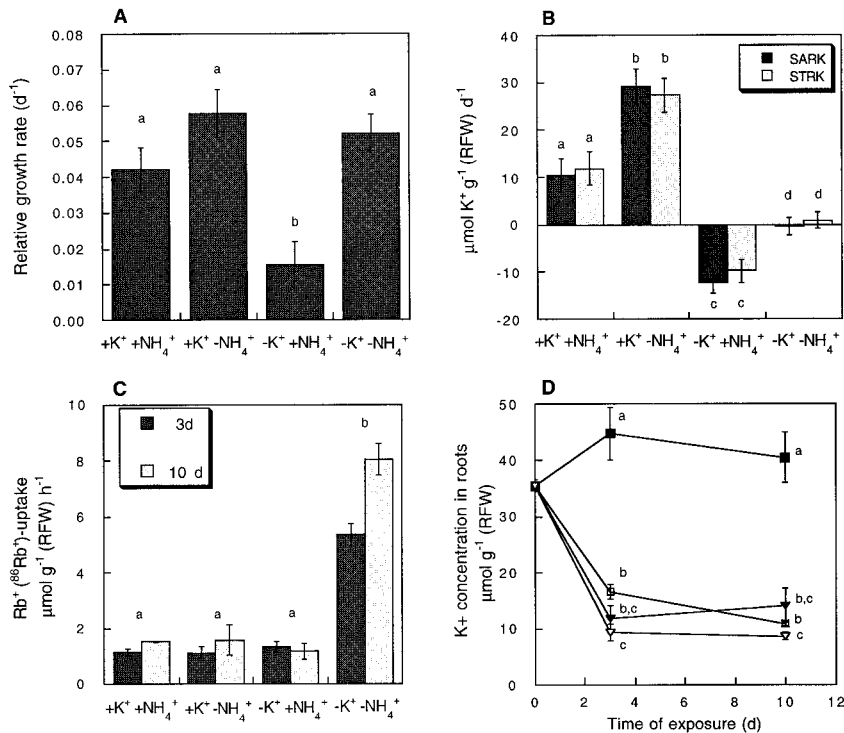 A
Relative growth rate (d⁻¹)
0.08
0.07
0.06
0.05
0.04
0.03
0.02
0.01
0.00
a
a
b
a
+K⁺ +NH₄⁺
+K⁺ -NH₄⁺
-K⁺ +NH₄⁺
-K⁺ -NH₄⁺
B
µmol K⁺ g⁻¹ (RFW) d⁻¹
40
30
20
10
0
-10
-20
SARK
STRK
a a
b b
c c
d d
+K⁺ +NH₄⁺
+K⁺ -NH₄⁺
-K⁺ +NH₄⁺
-K⁺ -NH₄⁺
C
Rb⁺ (⁸⁶Rb⁺)-uptake
µmol g⁻¹ (RFW) h⁻¹
10
8
6
4
2
0
3d
10 d
a
a
a
b
+K⁺ +NH₄⁺
+K⁺ -NH₄⁺
-K⁺ +NH₄⁺
-K⁺ -NH₄⁺
D
K+ concentration in roots
µmol g⁻¹ (RFW)
50
40
30
20
10
0
a
a
b
b,c
c
b,c
b
c
0 2 4 6 8 10 12
Time of exposure (d)